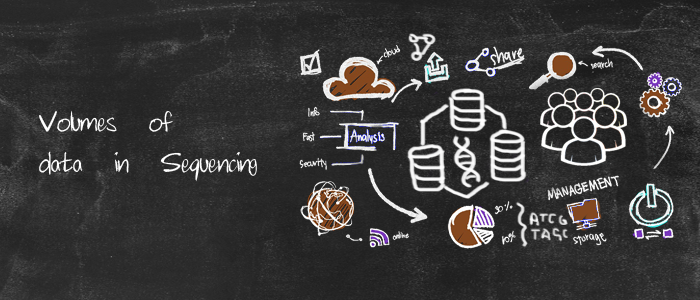 Volumes of
data in Sequencing
cloud
share
search
Info
Fast
Analysis
Security
MANAGEMENT
30%
10%
ATCG
TAGC
storage
online